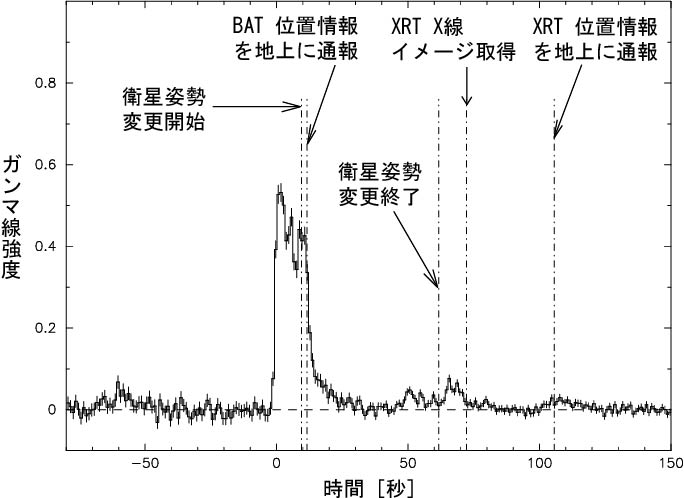 BAT 位置情報
を地上に通報
XRT X線
イメージ取得
XRT 位置情報
を地上に通報
衛星姿勢
変更開始
衛星姿勢
変更終了
ガンマ線強度
0.8
0.6
0.4
0.2
0
-50
0
50
100
150
時間 [秒]